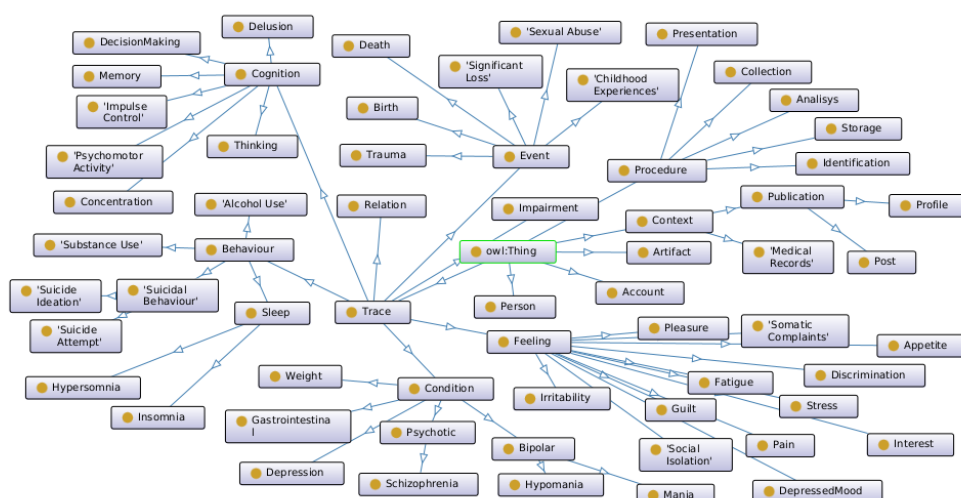 Delusion
DecisionMaking
Memory
Cognition
'Impulse
Control'
'Psychomotor
Activity'
Thinking
Concentration
Death
'Sexual Abuse'
'Significant
Loss'
'Childhood
Experiences'
Birth
Trauma
Event
Presentation
Collection
Analisys
Storage
Identification
Procedure
'Alcohol Use'
Relation
Impairment
'Substance Use'
Behaviour
owl:Thing
Context
Publication
Profile
Artifact
'Medical
Records'
Post
'Suicide
Ideation'
'Suicidal
Behaviour'
'Suicide
Attempt'
Sleep
Trace
Person
Account
Hypersomnia
Insomnia
Feeling
Pleasure
'Somatic
Complaints'
Appetite
Discrimination
Weight
Condition
Irritability
Fatigue
Guilt
Stress
Gastrointestina
l
Psychotic
Bipolar
'Social
Isolation'
Pain
Interest
Depression
Schizophrenia
Hypomania
Mania
DepressedMood